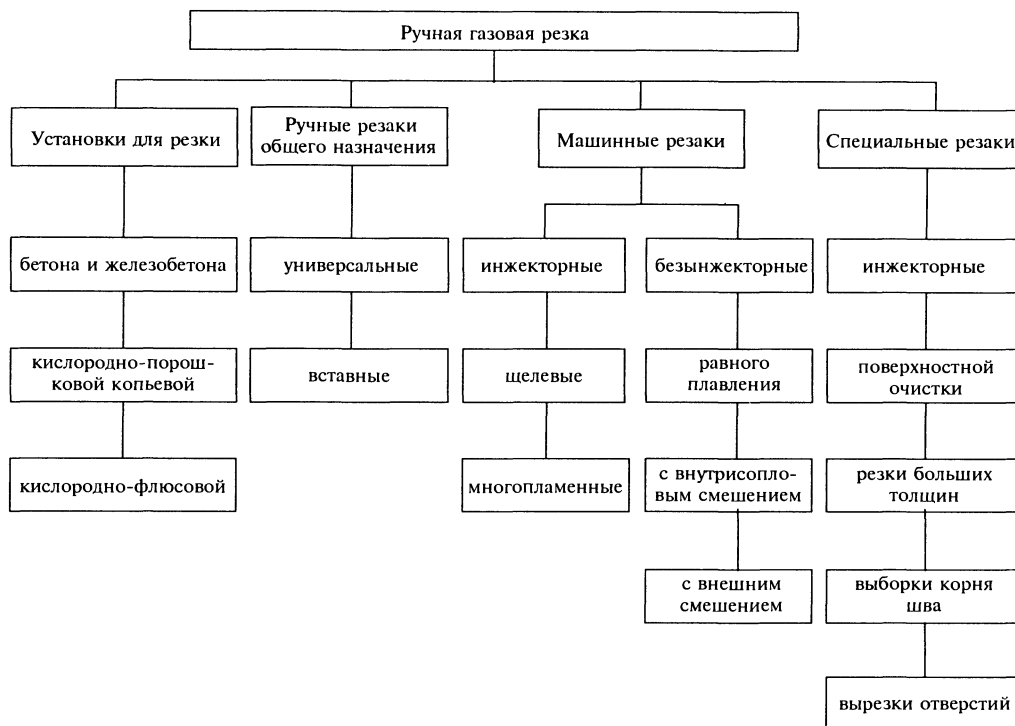 Ручная газовая резка
Установки для резки
Ручные резаки
общего назначения
Машинные резаки
Специальные резаки
бетона и железобетона
универсальные
инжекторные
безынжекторные
инжекторные
кислородно-порош-
ковой копьевой
вставные
щелевые
равного
плавления
поверхностной
очистки
кислородно-флюсовой
многопламенные
с внутрисопло-
вым смешением
резки больших
толщин
с внешним
смешением
выборки корня
шва
вырезки отверстий